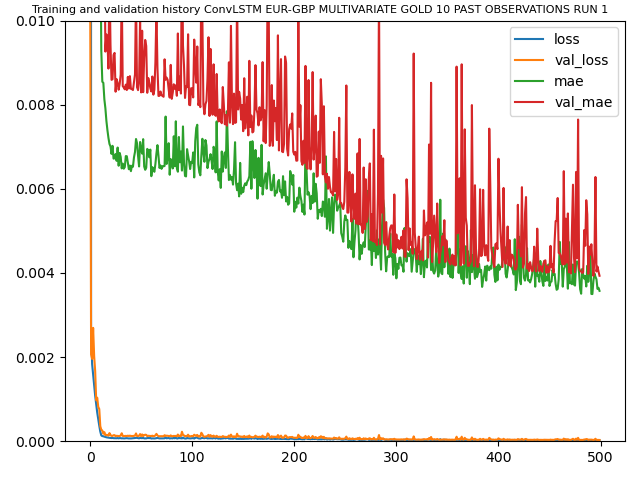 Training and validation history ConvLSTM EUR-GBP MULTIVARIATE GOLD 10 PAST OBSERVATIONS RUN 1
0.010
0.008
0.006
0.004
0.002
0.000
loss
val_loss
mae
val_mae
0 100 200 300 400 500